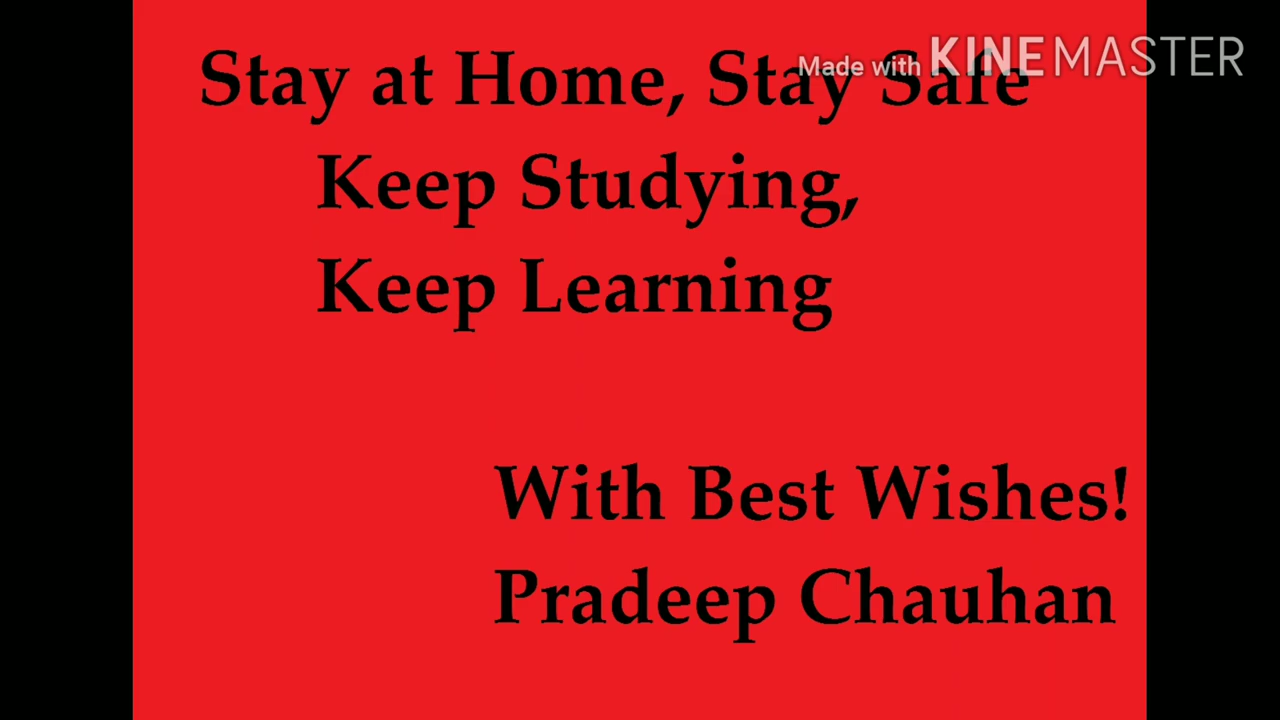 Made with KINEMASTER
Stay at Home, Stay Safe
Keep Studying,
Keep Learning
With Best Wishes!
Pradeep Chauhan